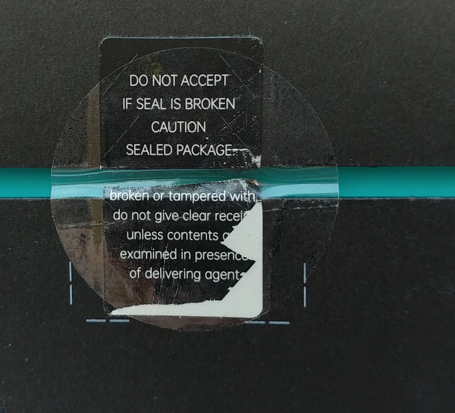 DO NOT ACCEPT
IF SEAL IS BROKEN
CAUTION
SEALED PACKAGE
broken or tampered with,
do not give clear
unless contents
examined in presence
of delivering agent